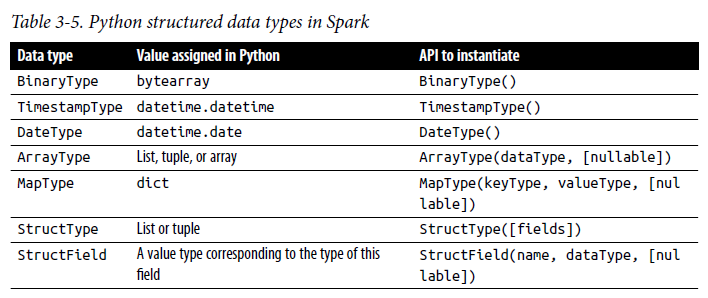 Table 3-5. Python structured data types in Spark
Data type Value assigned in Python API to instantiate
BinaryType bytearray BinaryType()
TimestampType datetime.datetime TimestampType()
DateType datetime.date DateType()
ArrayType List, tuple, or array ArrayType(dataType, [nullable])
MapType dict MapType(keyType, valueType, [nul
lable])
StructType List or tuple StructType([fields])
StructField A value type corresponding to the type of this StructField(name, dataType, [nul
field lable])